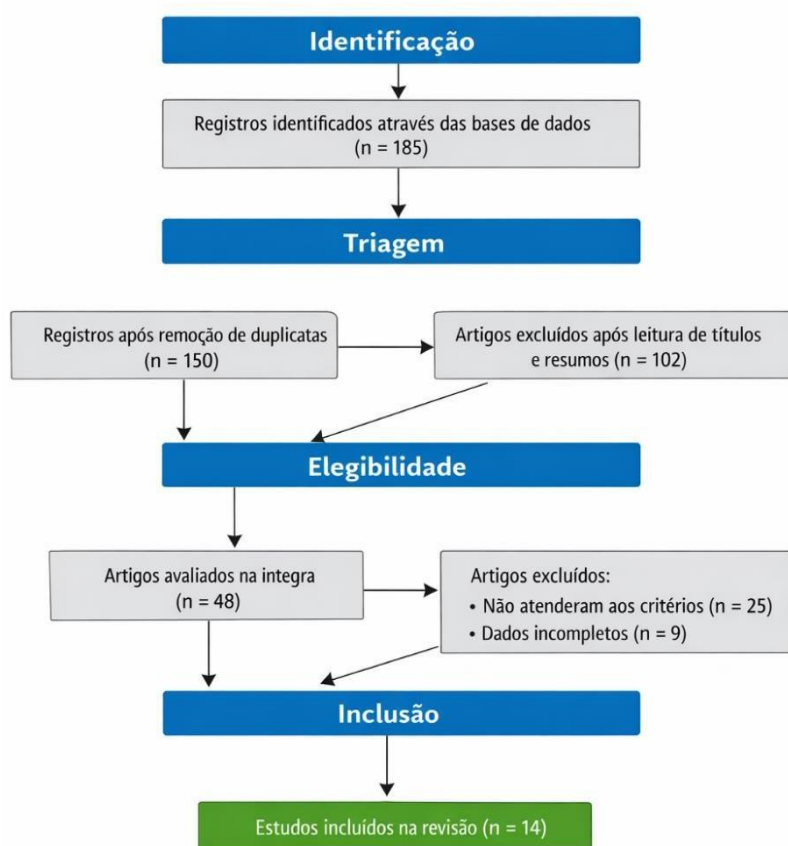 Identificação
Registros identificados através das bases de dados
(n = 185)
Triagem
Registros após remoção de duplicatas
(n = 150)
Artigos excluídos após leitura de títulos
e resumos (n = 102)
Elegibilidade
Artigos avaliados na integra
(n = 48)
Artigos excluídos:
• Não atenderam aos critérios (n = 25)
• Dados incompletos (n = 9)
Inclusão
Estudos incluídos na revisão (n = 14)